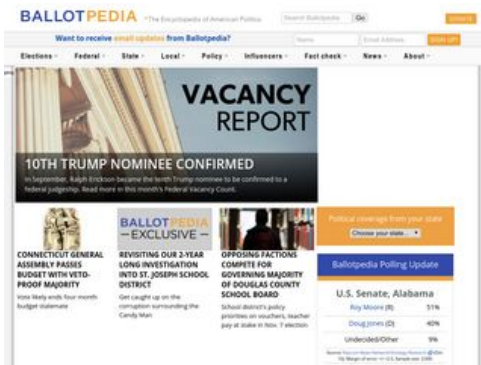 BALLOTPEDIA
"The Encyclopedia of American Politics
Search Ballotpedia
Go
DONATE
Want to receive email updates from Ballotpedia?
Name
Email Address
SIGN UP!
Elections
Federal
State
Local
Policy
Influencers
Fact check
News
About
VACANCY
REPORT
10TH TRUMP NOMINEE CONFIRMED
In September, Ralph Erickson became the tenth Trump nominee to be confirmed to a
federal judgeship. Read more in this month's Federal Vacancy Count.
CONNECTICUT GENERAL
ASSEMBLY PASSES
BUDGET WITH VETO-
PROOF MAJORITY
Vote likely ends four month
budget stalemate
BALLOTPEDIA
—EXCLUSIVE—
REVISITING OUR 2-YEAR
LONG INVESTIGATION
INTO ST. JOSEPH SCHOOL
DISTRICT
Get caught up on the
corruption surrounding the
Candy Man
OPPOSING FACTIONS
COMPETE FOR
GOVERNING MAJORITY
OF DOUGLAS COUNTY
SCHOOL BOARD
School district's policy
priorities on vouchers, teacher
pay at stake in Nov. 7 election
Political coverage from your state
Choose your state...
Ballotpedia Polling Update
U.S. Senate, Alabama
Roy Moore (R) 51%
Doug Jones (D) 40%
Undecided/Other 9%